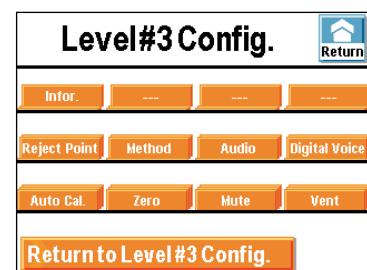 Level#3 Config.
Return
Infor. --- --- ---
Reject Point Method Audio Digital Voice
Auto Cal. Zero Mute Vent
Return to Level #3 Config.